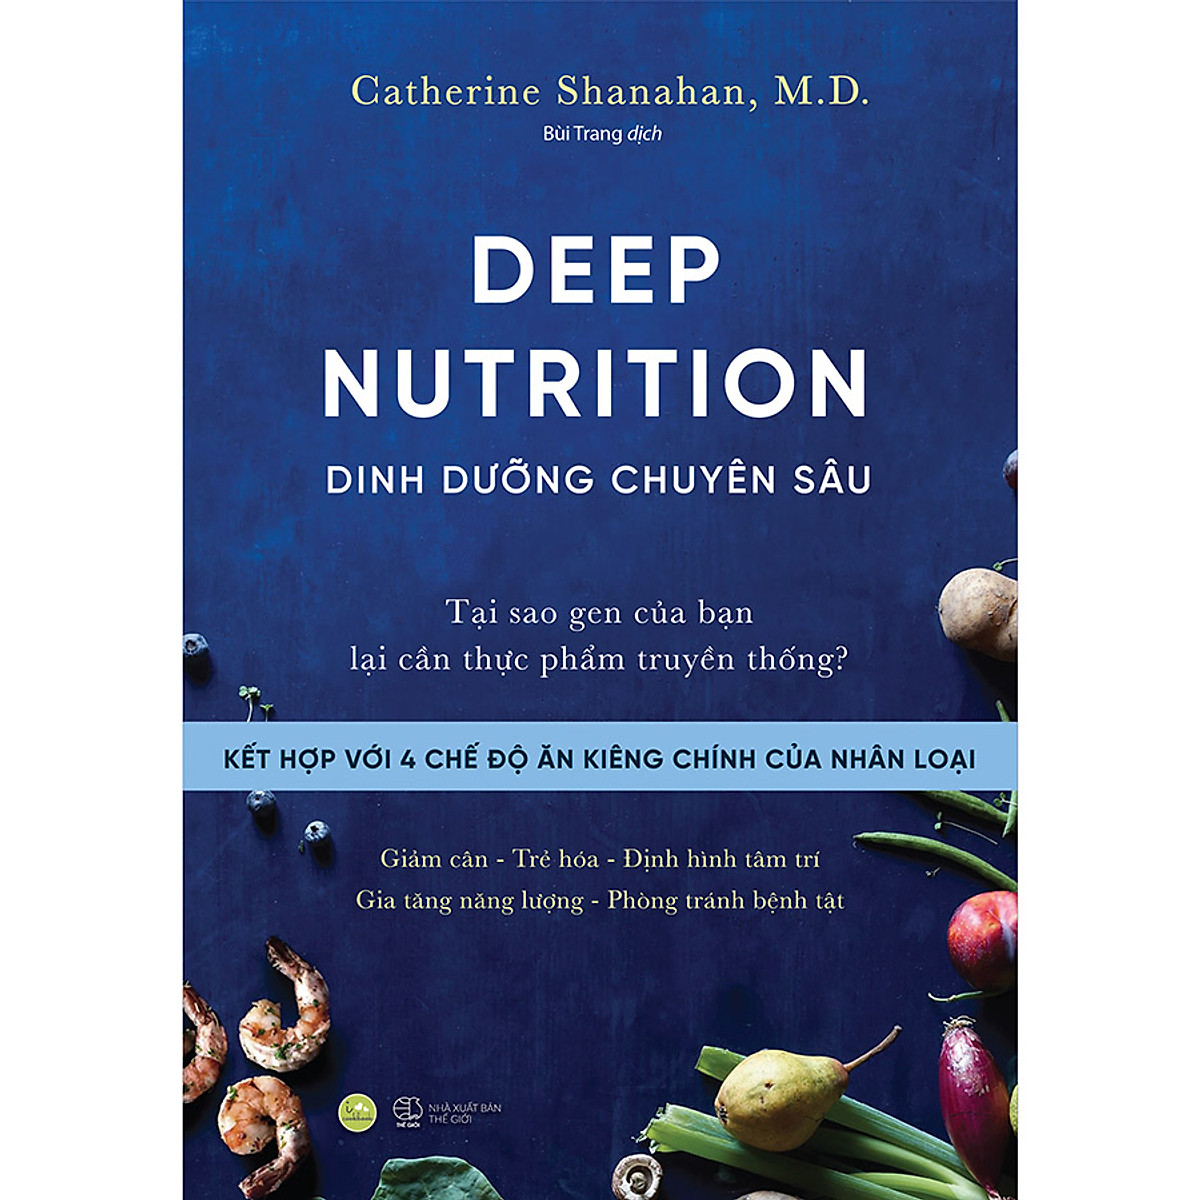 Catherine Shanahan, M.D.
Bùi Trang dịch
DEEP
NUTRITION
DINH DƯỠNG CHUYÊN SÂU
Tại sao gen của bạn
lại cần thực phẩm truyền thống?
KẾT HỢP VỚI 4 CHẾ ĐỘ ĂN KIÊNG CHÍNH CỦA NHÂN LOẠI
Giảm cân - Trẻ hóa - Định hình tâm trí
Gia tăng năng lượng - Phòng tránh bệnh tật
NHÀ XUẤT BẢN
THẾ GIỚI
THẾ GIỚI